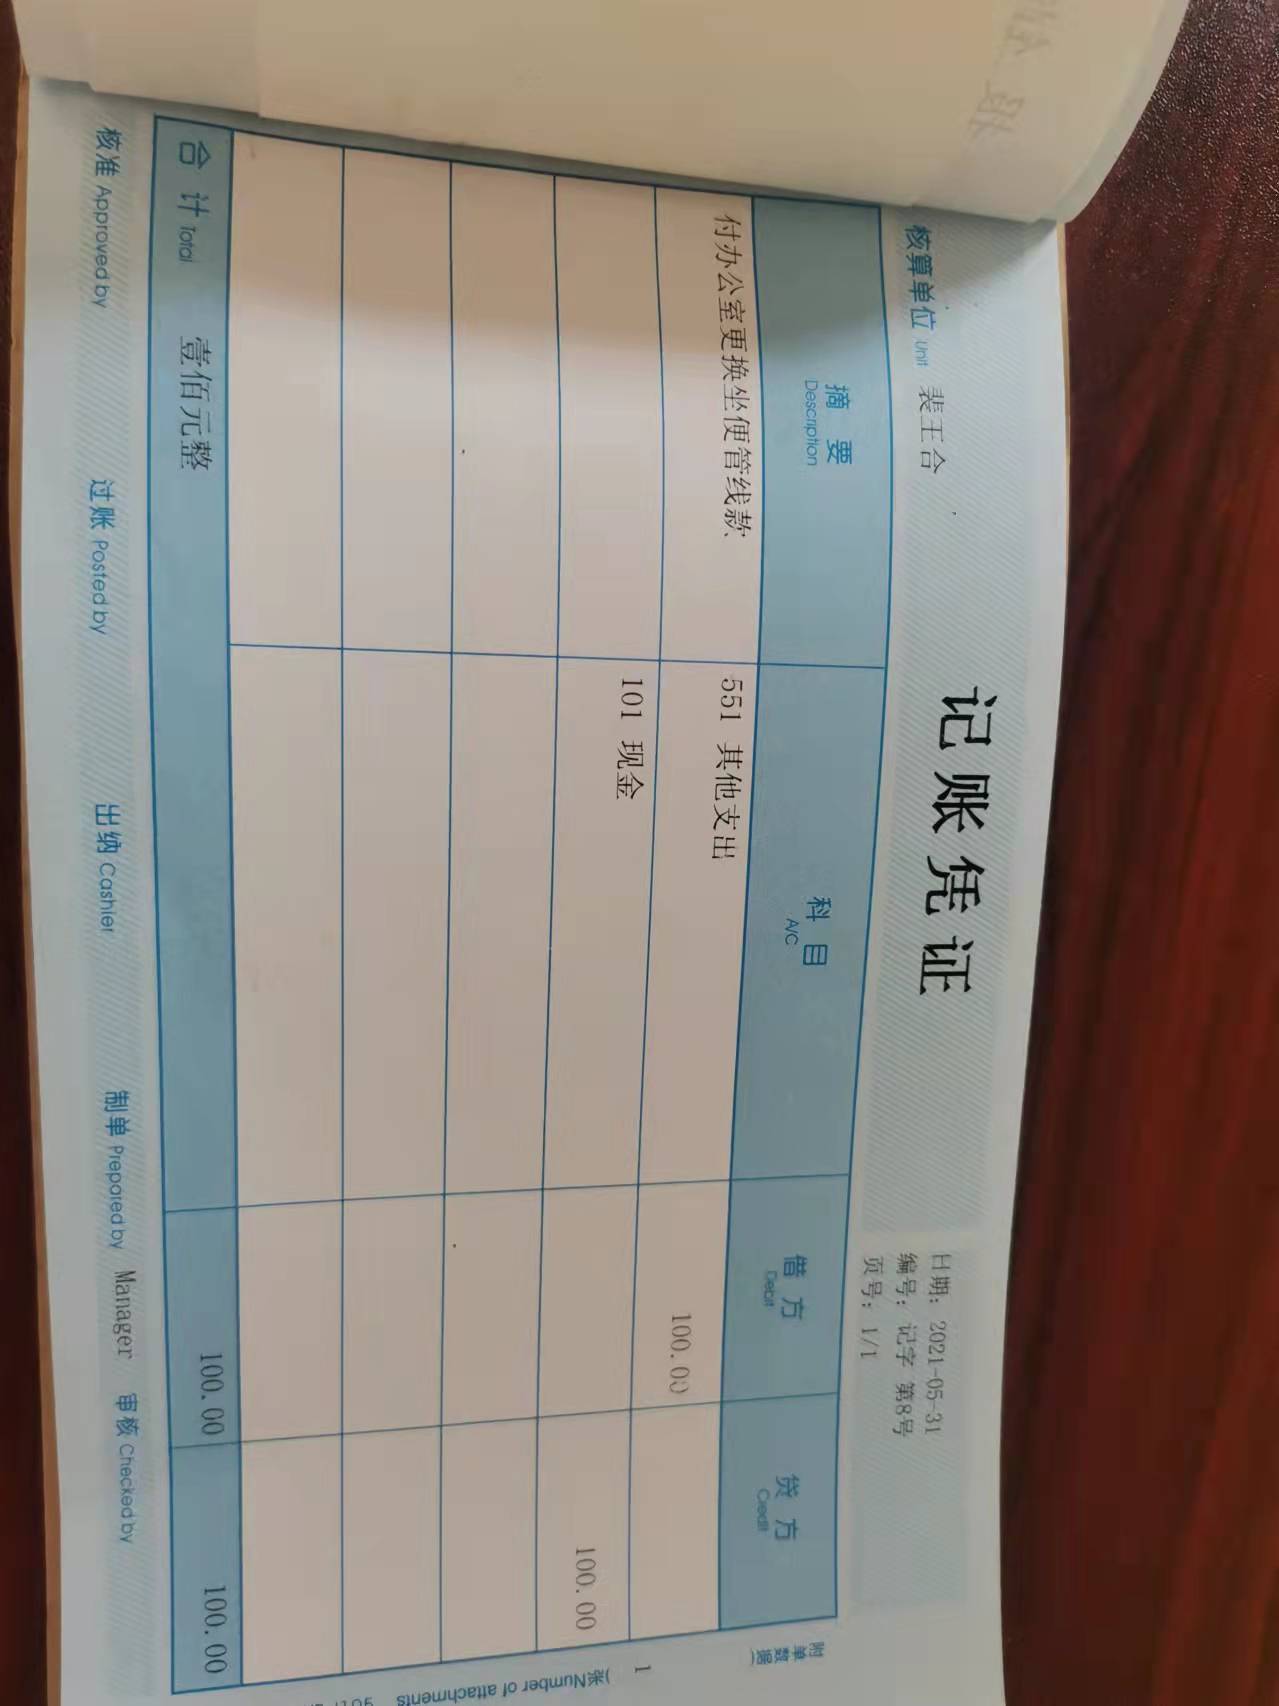 记账凭证
核算单位 Unit 裴王合
日期: 2021-05-31
编号: 记字 第8号
页号: 1/1
摘要 Description 科目 A/C 借方 Debit 贷方 Credit
付办公室更换坐便管线款 551 其他支出 100.00
101 现金 100.00
合计 Total 壹佰元整 100.00 100.00
附单据数 1 张 Number of attachments
核准 Approved by 过账 Posted by 出纳 Cashier 制单 Prepared by Manager 审核 Checked by